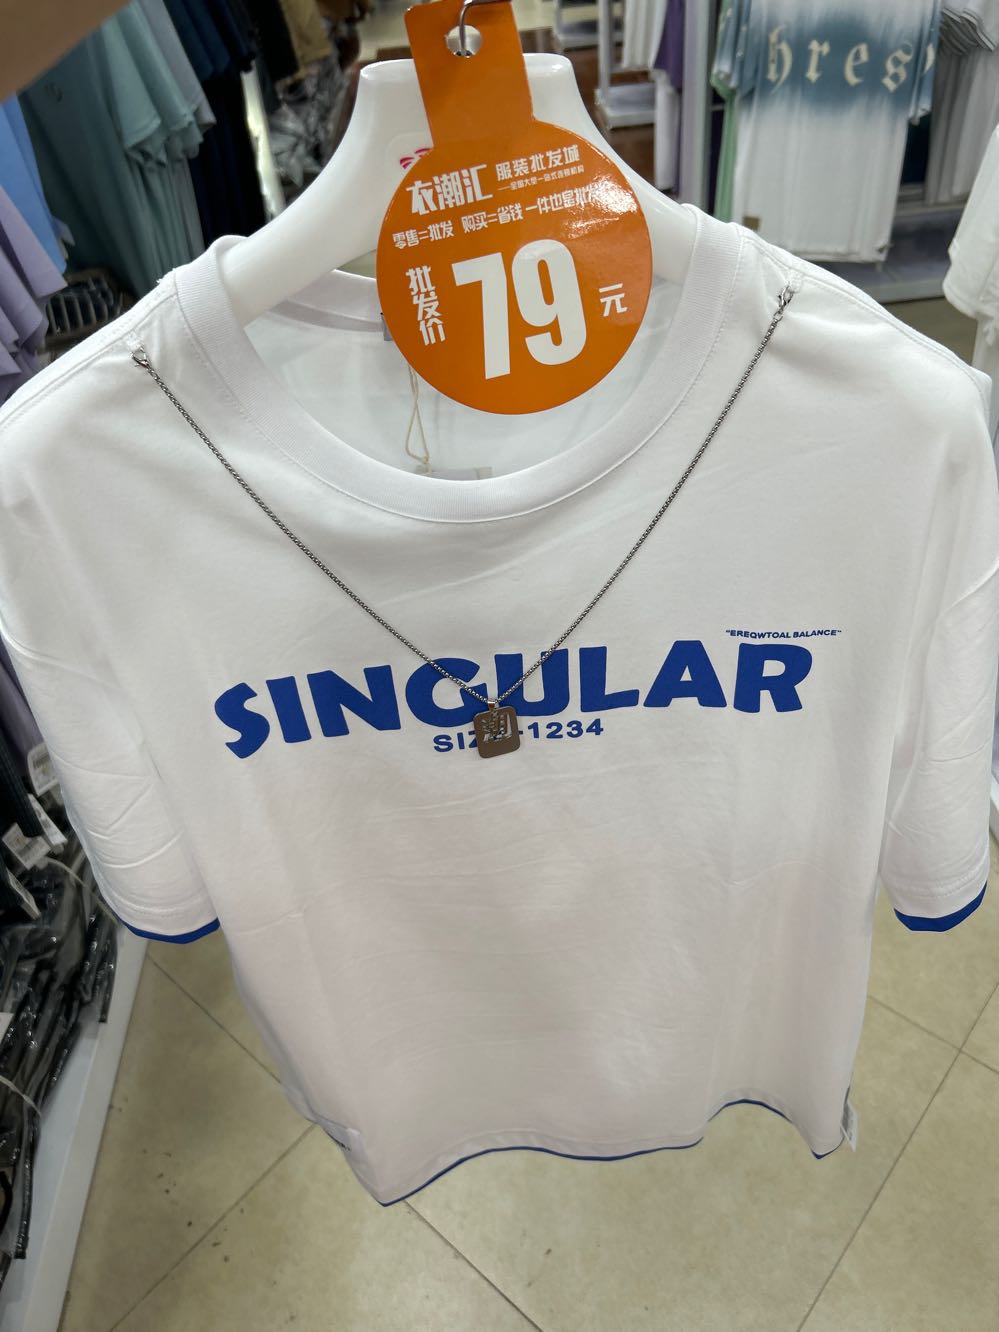 衣潮汇 服装批发城
零售=批发 购买=省钱 一件也是批发
批发价 79 元
hres
"EREQWTOAL BALANCE"
SINGULAR
1234
潮